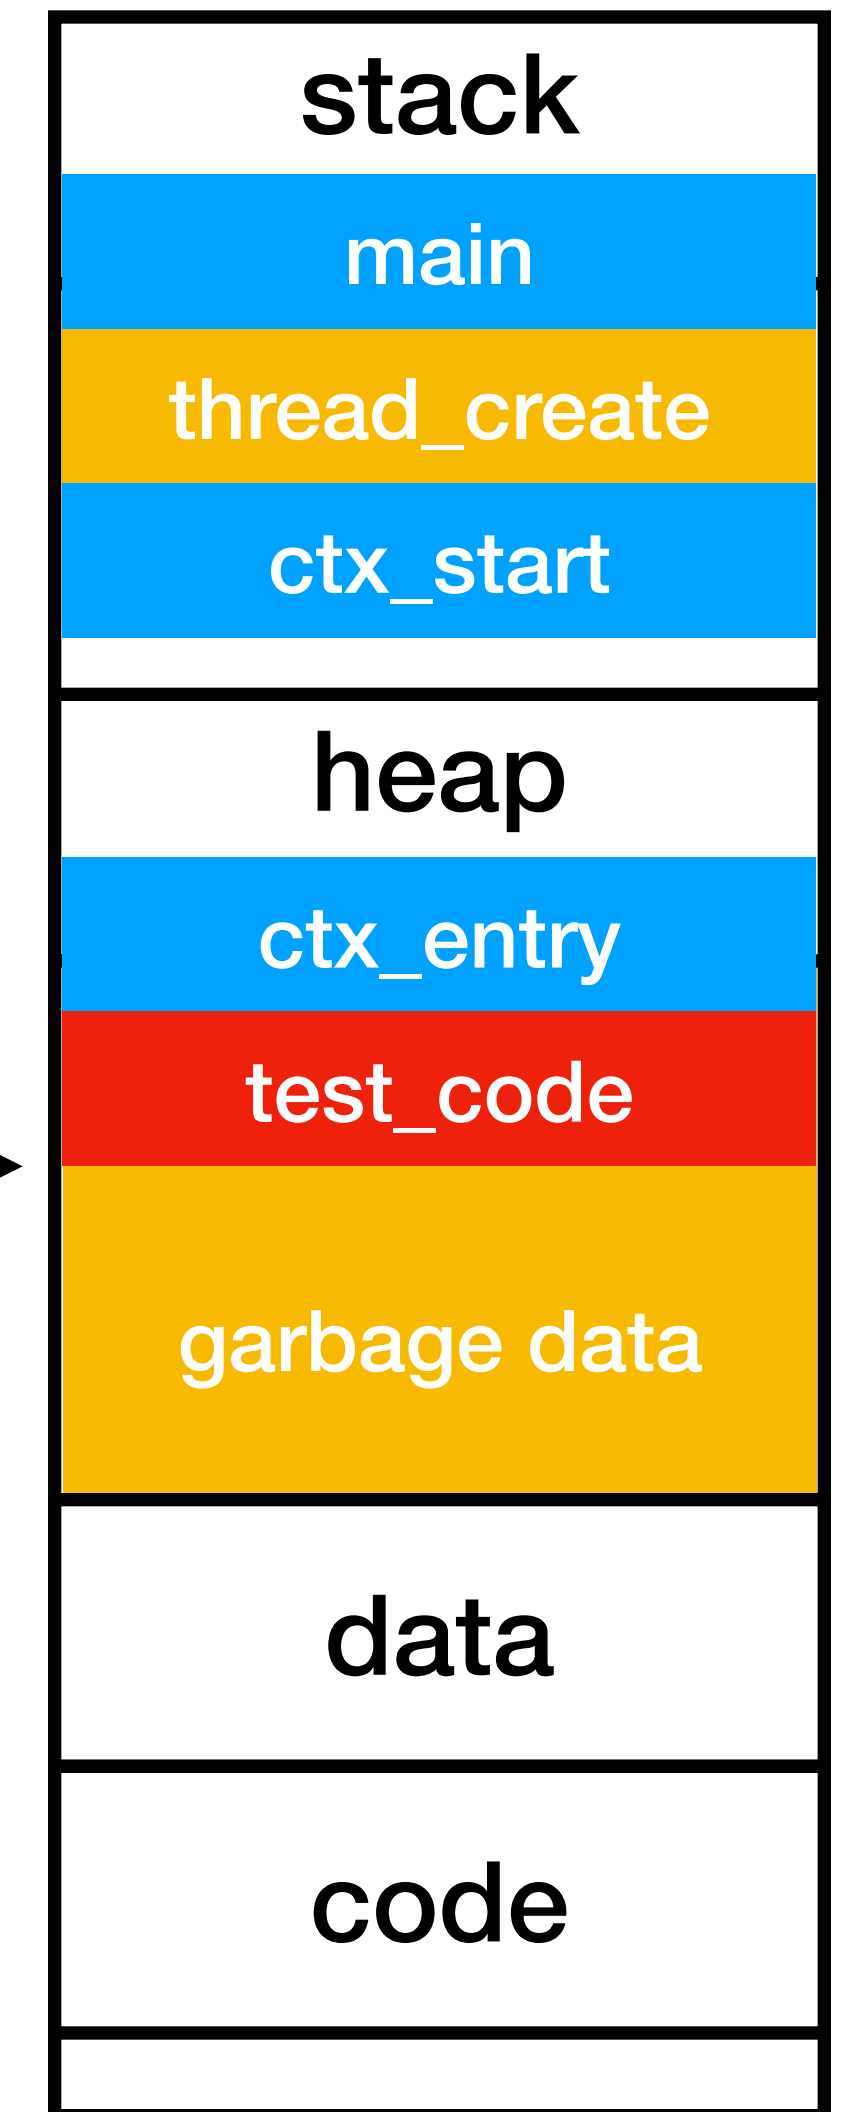 stack
main
thread_create
ctx_start
heap
ctx_entry
test_code
garbage data
data
code